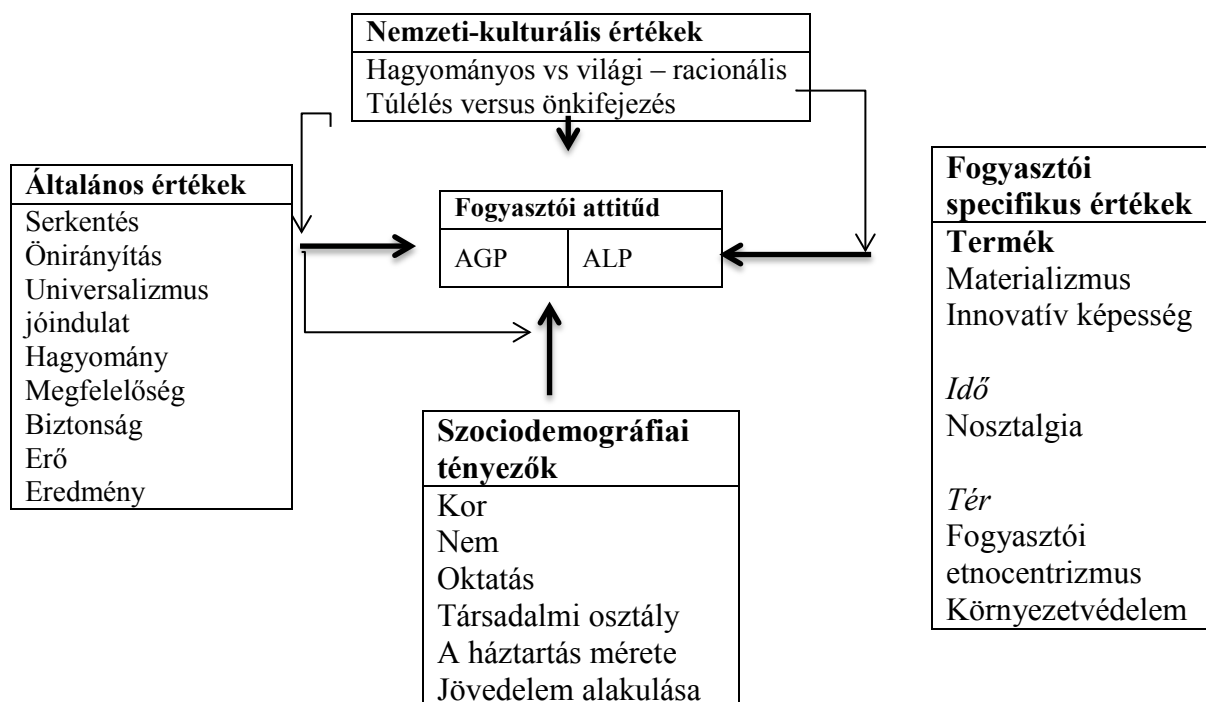 Nemzeti-kulturális értékek
Hagyományos vs világi – racionális
Túlélés versus önkifejezés
Általános értékek
Serkentés
Önirányítás
Universalizmus
jóindulat
Hagyomány
Megfelelőség
Biztonság
Erő
Eredmény
Fogyasztói attitűd
AGP
ALP
Szociodemográfiai
tényezők
Kor
Nem
Oktatás
Társadalmi osztály
A háztartás mérete
Jövedelem alakulása
Fogyasztói
specifikus értékek
Termék
Materializmus
Innovatív képesség
Idő
Nosztalgia
Tér
Fogyasztói
etnocentrizmus
Környezetvédelem